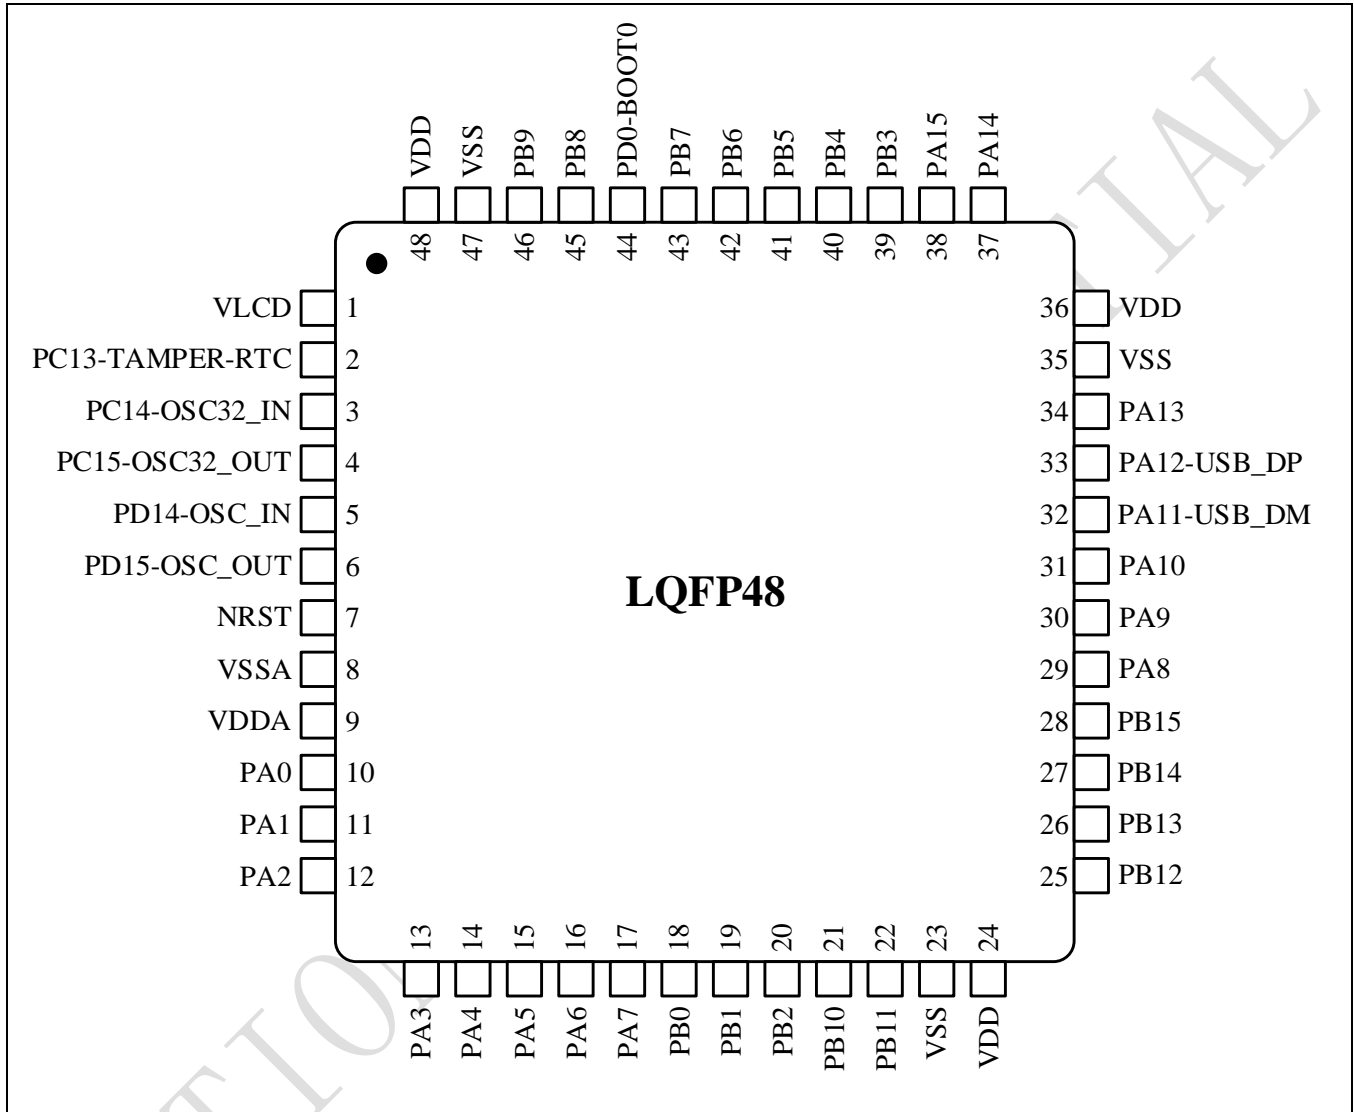 VDD
VSS
PB9
PB8
PD0-BOOT0
PB7
PB6
PB5
PB4
PB3
PA15
PA14
48
47
46
45
44
43
42
41
40
39
38
37
VLCD 1
PC13-TAMPER-RTC 2
PC14-OSC32_IN 3
PC15-OSC32_OUT 4
PD14-OSC_IN 5
PD15-OSC_OUT 6
NRST 7
VSSA 8
VDDA 9
PA0 10
PA1 11
PA2 12
LQFP48
36 VDD
35 VSS
34 PA13
33 PA12-USB_DP
32 PA11-USB_DM
31 PA10
30 PA9
29 PA8
28 PB15
27 PB14
26 PB13
25 PB12
13
14
15
16
17
18
19
20
21
22
23
24
PA3
PA4
PA5
PA6
PA7
PB0
PB1
PB2
PB10
PB11
VSS
VDD